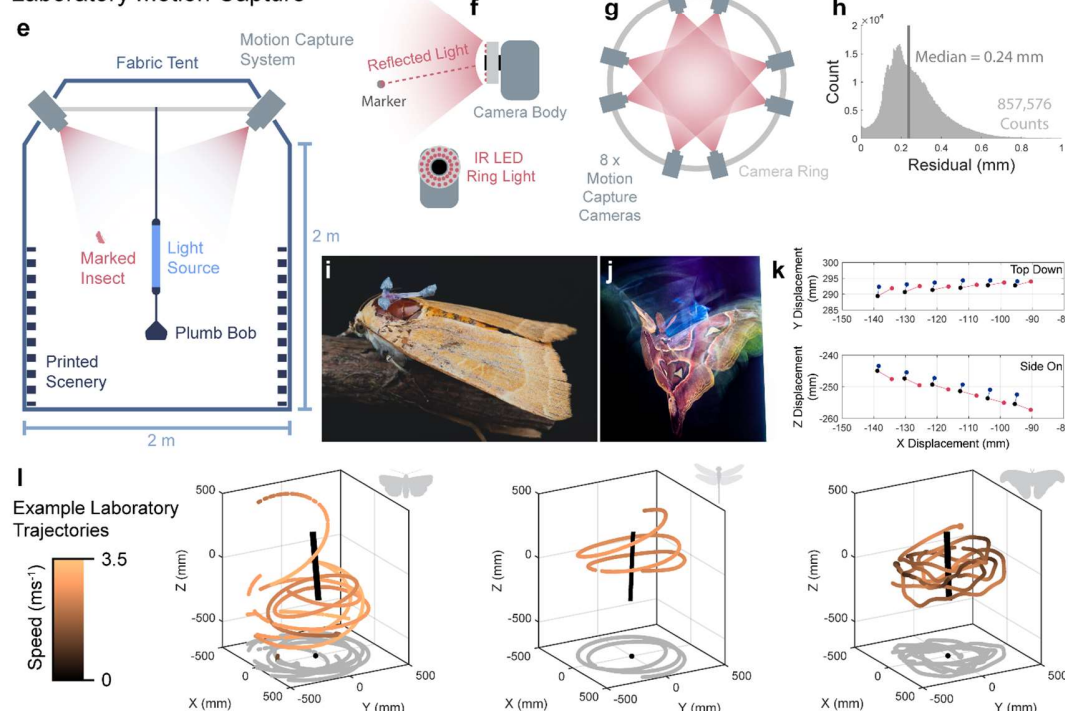 Laboratory Motion Capture
e
Motion Capture
System
Fabric Tent
Marked
Insect
Light
Source
Plumb Bob
Printed
Scenery
2 m
2 m
f
Reflected Light
Marker
Camera Body
IR LED
Ring Light
g
8 x
Motion
Capture
Cameras
Camera Ring
h
2 ×10⁴
1.5
1
0.5
0
Count
Median = 0.24 mm
857,576
Counts
0 0.2 0.4 0.6 0.8 1
Residual (mm)
i
j
k
Top Down
Y Displacement
(mm)
300
295
290
285
-150 -140 -130 -120 -110 -100 -90
Side On
Z Displacement
(mm)
-240
-250
-260
-150 -140 -130 -120 -110 -100 -90
X Displacement (mm)
l
Example Laboratory
Trajectories
Speed (ms⁻¹)
3.5
0
Z (mm)
500
0
-500
-500
0
500
X (mm)
-500
0
500
Y (mm)
Z (mm)
500
0
-500
-500
0
500
X (mm)
-500
0
500
Y (mm)
Z (mm)
500
0
-500
-500
0
500
X (mm)
-500
0
500
Y (mm)